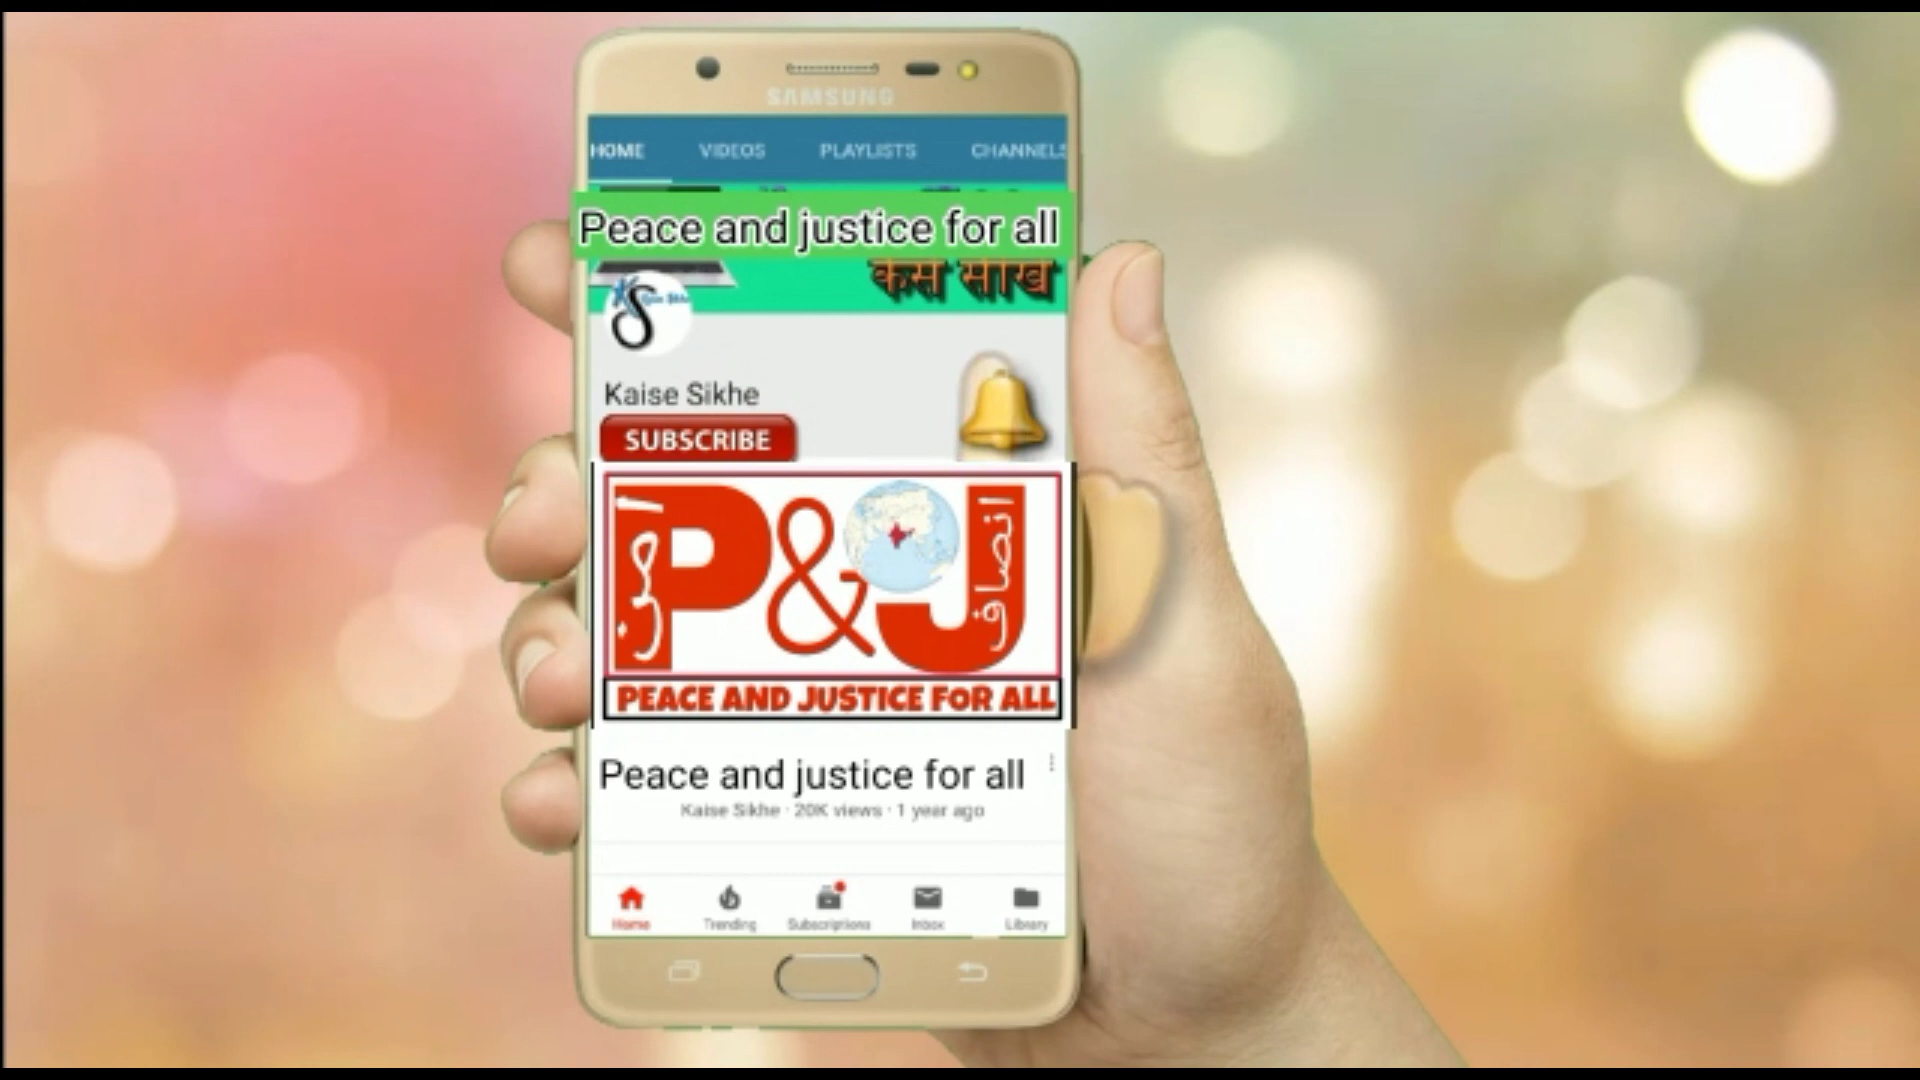 SAMSUNG
HOME VIDEOS PLAYLISTS CHANNELS
Peace and justice for all
Kaise Sikhe
SUBSCRIBE
امن
P&J
انصاف
PEACE AND JUSTICE FOR ALL
Peace and justice for all
Kaise Sikhe · 20K views · 1 year ago
Home Trending Subscriptions Inbox Library